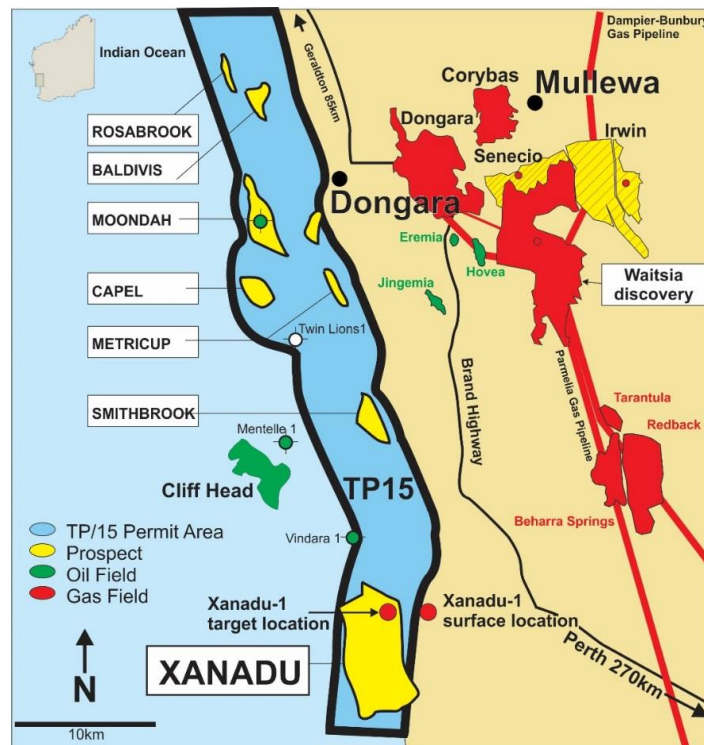 Indian Ocean
Geraldton 85km
Dampier-Bunbury
Gas Pipeline
Corybas
Mullewa
Dongara
Irwin
Senecio
ROSABROOK
BALDIVIS
MOONDAH
CAPEL
METRICUP
SMITHBROOK
Dongara
Eremia
Hovea
Jingemia
Waitsia
discovery
Twin Lions1
Parmelia Gas Pipeline
Brand Highway
Tarantula
Redback
Mentelle 1
Cliff Head
TP15
Beharra Springs
Vindara 1
TP/15 Permit Area
Prospect
Oil Field
Gas Field
Xanadu-1
target location
Xanadu-1
surface location
XANADU
Perth 270km
N
10km